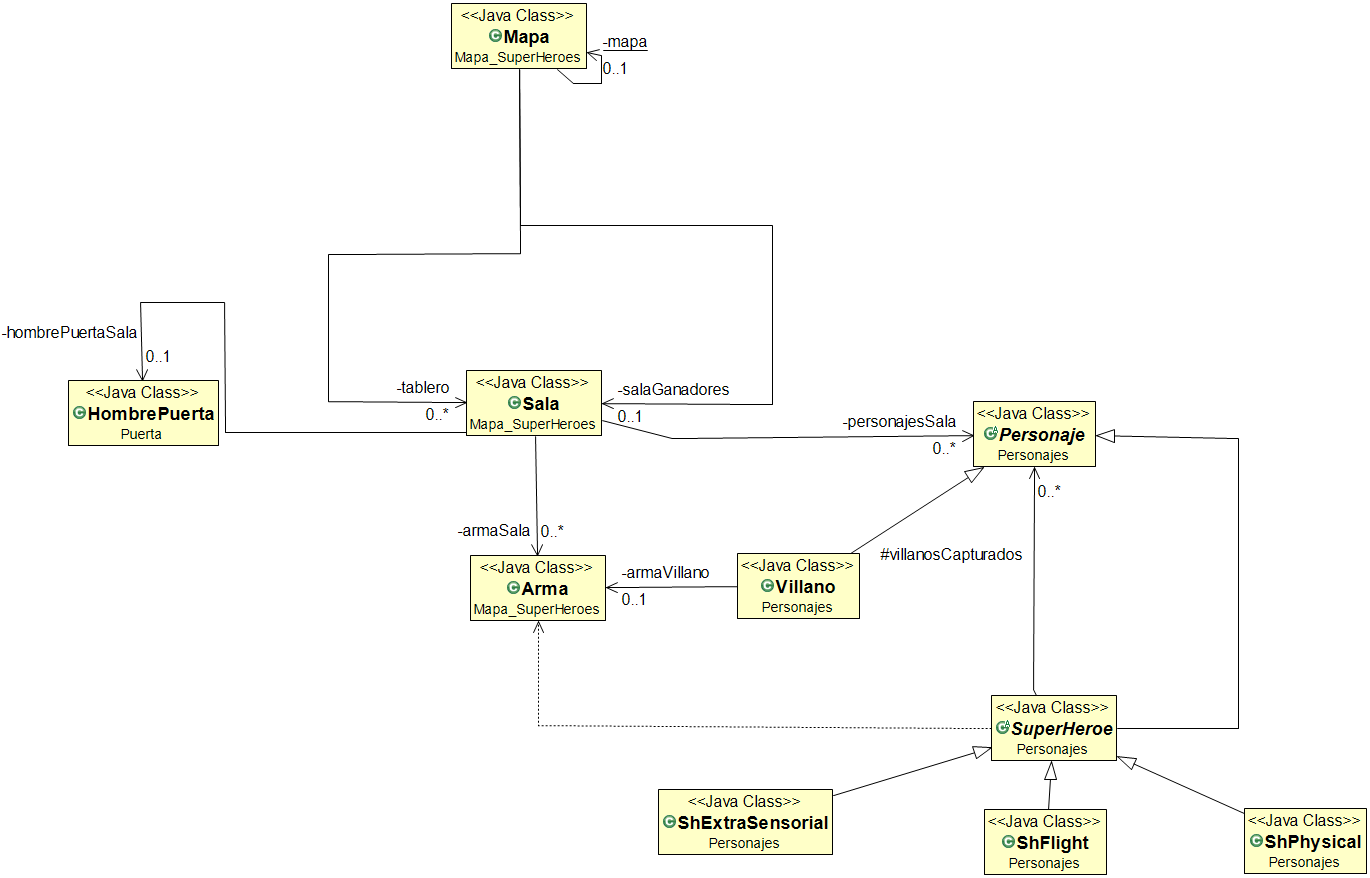 <<Java Class>>
Mapa
Mapa_SuperHeroes
-mapa
0..1
-hombrePuertaSala
0..1
<<Java Class>>
HombrePuerta
Puerta
-tablero
0..*
<<Java Class>>
Sala
Mapa_SuperHeroes
-salaGanadores
0..1
-personajesSala
0..*
<<Java Class>>
Personaje
Personajes
0..*
-armaSala
0..*
#villanosCapturados
<<Java Class>>
Arma
Mapa_SuperHeroes
-armaVillano
0..1
<<Java Class>>
Villano
Personajes
<<Java Class>>
SuperHeroe
Personajes
<<Java Class>>
ShExtraSensorial
Personajes
<<Java Class>>
ShFlight
Personajes
<<Java Class>>
ShPhysical
Personajes